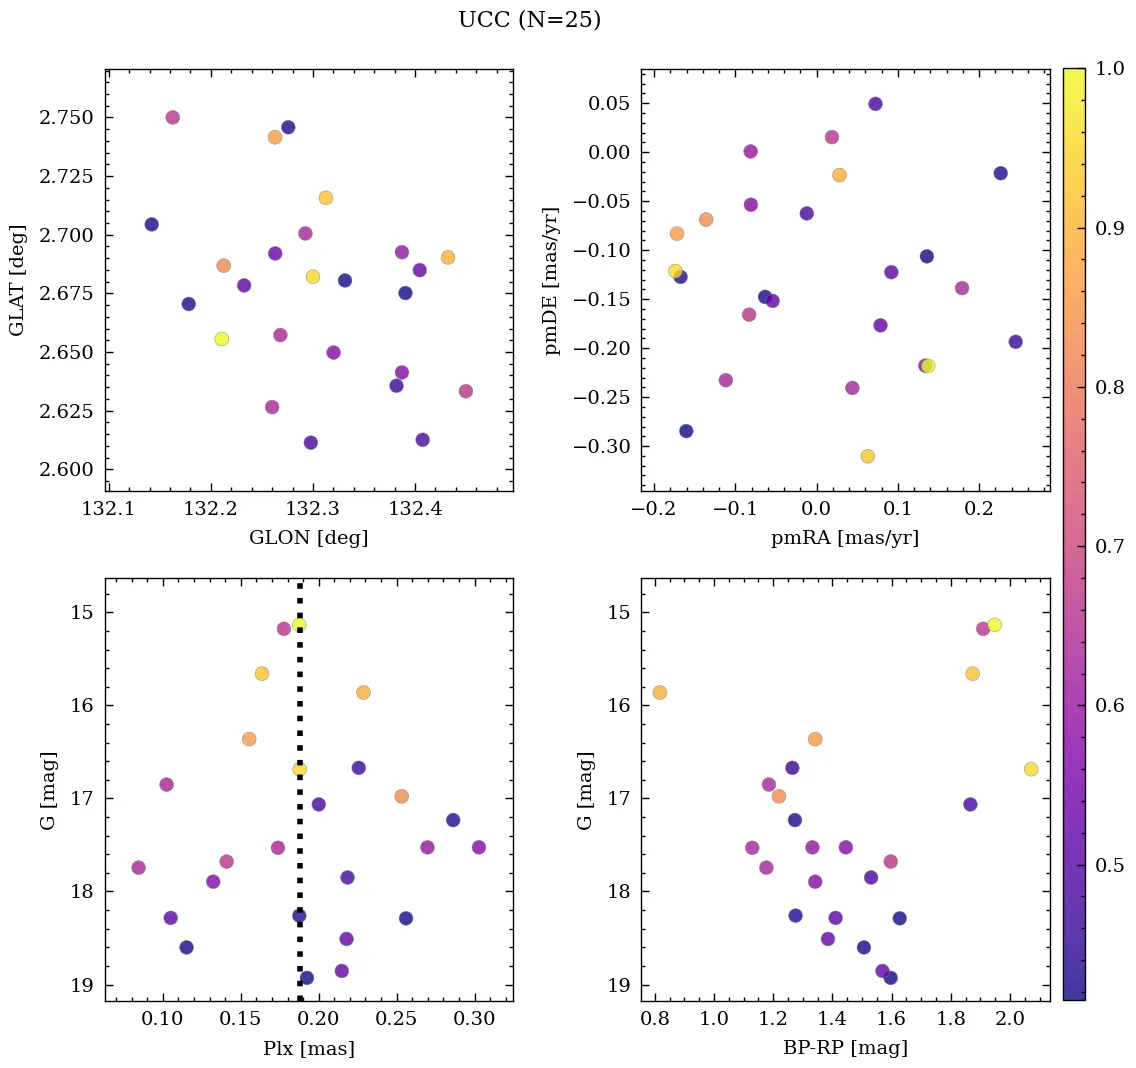 UCC (N=25)
2.750
2.725
2.700
2.675
2.650
2.625
2.600
GLAT [deg]
132.1 132.2 132.3 132.4
GLON [deg]
0.05
0.00
−0.05
−0.10
−0.15
−0.20
−0.25
−0.30
pmDE [mas/yr]
−0.2 −0.1 0.0 0.1 0.2
pmRA [mas/yr]
1.0
0.9
0.8
0.7
0.6
0.5
15
16
17
18
19
G [mag]
0.10 0.15 0.20 0.25 0.30
Plx [mas]
15
16
17
18
19
G [mag]
0.8 1.0 1.2 1.4 1.6 1.8 2.0
BP-RP [mag]